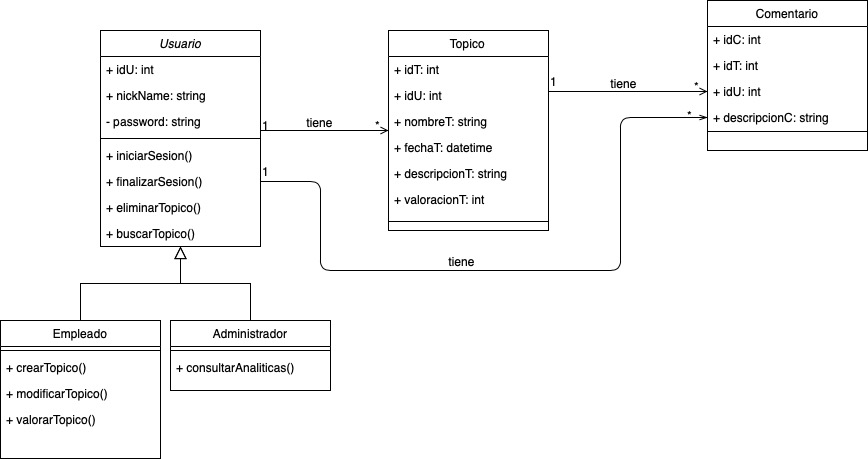 Usuario
+ idU: int
+ nickName: string
- password: string
+ iniciarSesion()
+ finalizarSesion()
+ eliminarTopico()
+ buscarTopico()
1
tiene
*
Topico
+ idT: int
+ idU: int
+ nombreT: string
+ fechaT: datetime
+ descripcionT: string
+ valoracionT: int
1
tiene
*
Comentario
+ idC: int
+ idT: int
+ idU: int
+ descripcionC: string
1
tiene
*
Empleado
+ crearTopico()
+ modificarTopico()
+ valorarTopico()
Administrador
+ consultarAnaliticas()